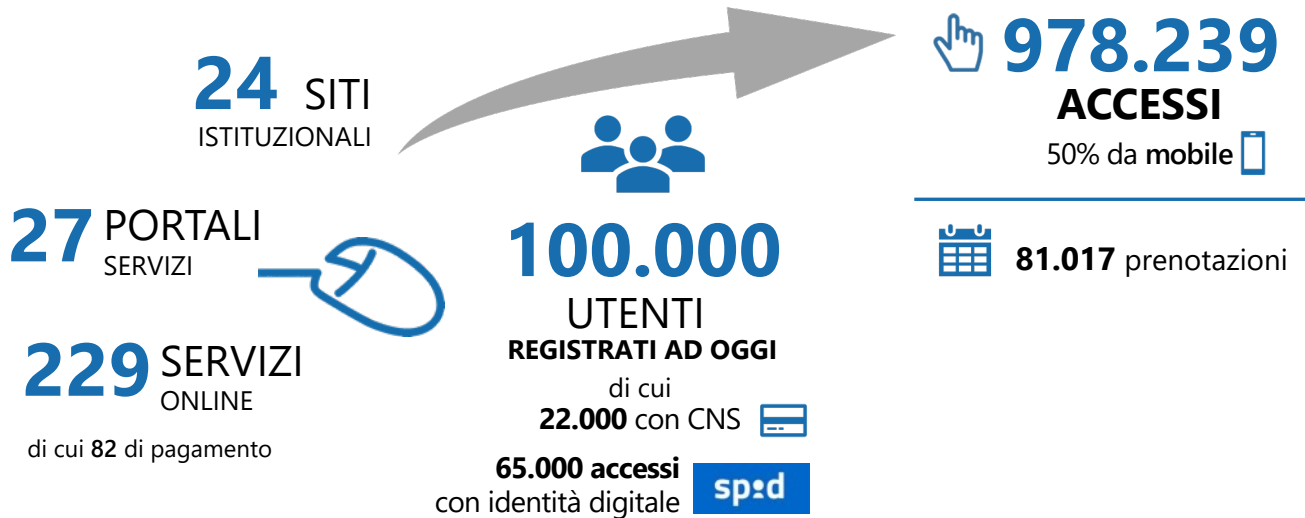 24 SITI
ISTITUZIONALI
27 PORTALI
SERVIZI
229 SERVIZI
ONLINE
di cui 82 di pagamento
100.000
UTENTI
REGISTRATI AD OGGI
di cui
22.000 con CNS
65.000 accessi
con identità digitale
spid
978.239
ACCESSI
50% da mobile
81.017 prenotazioni